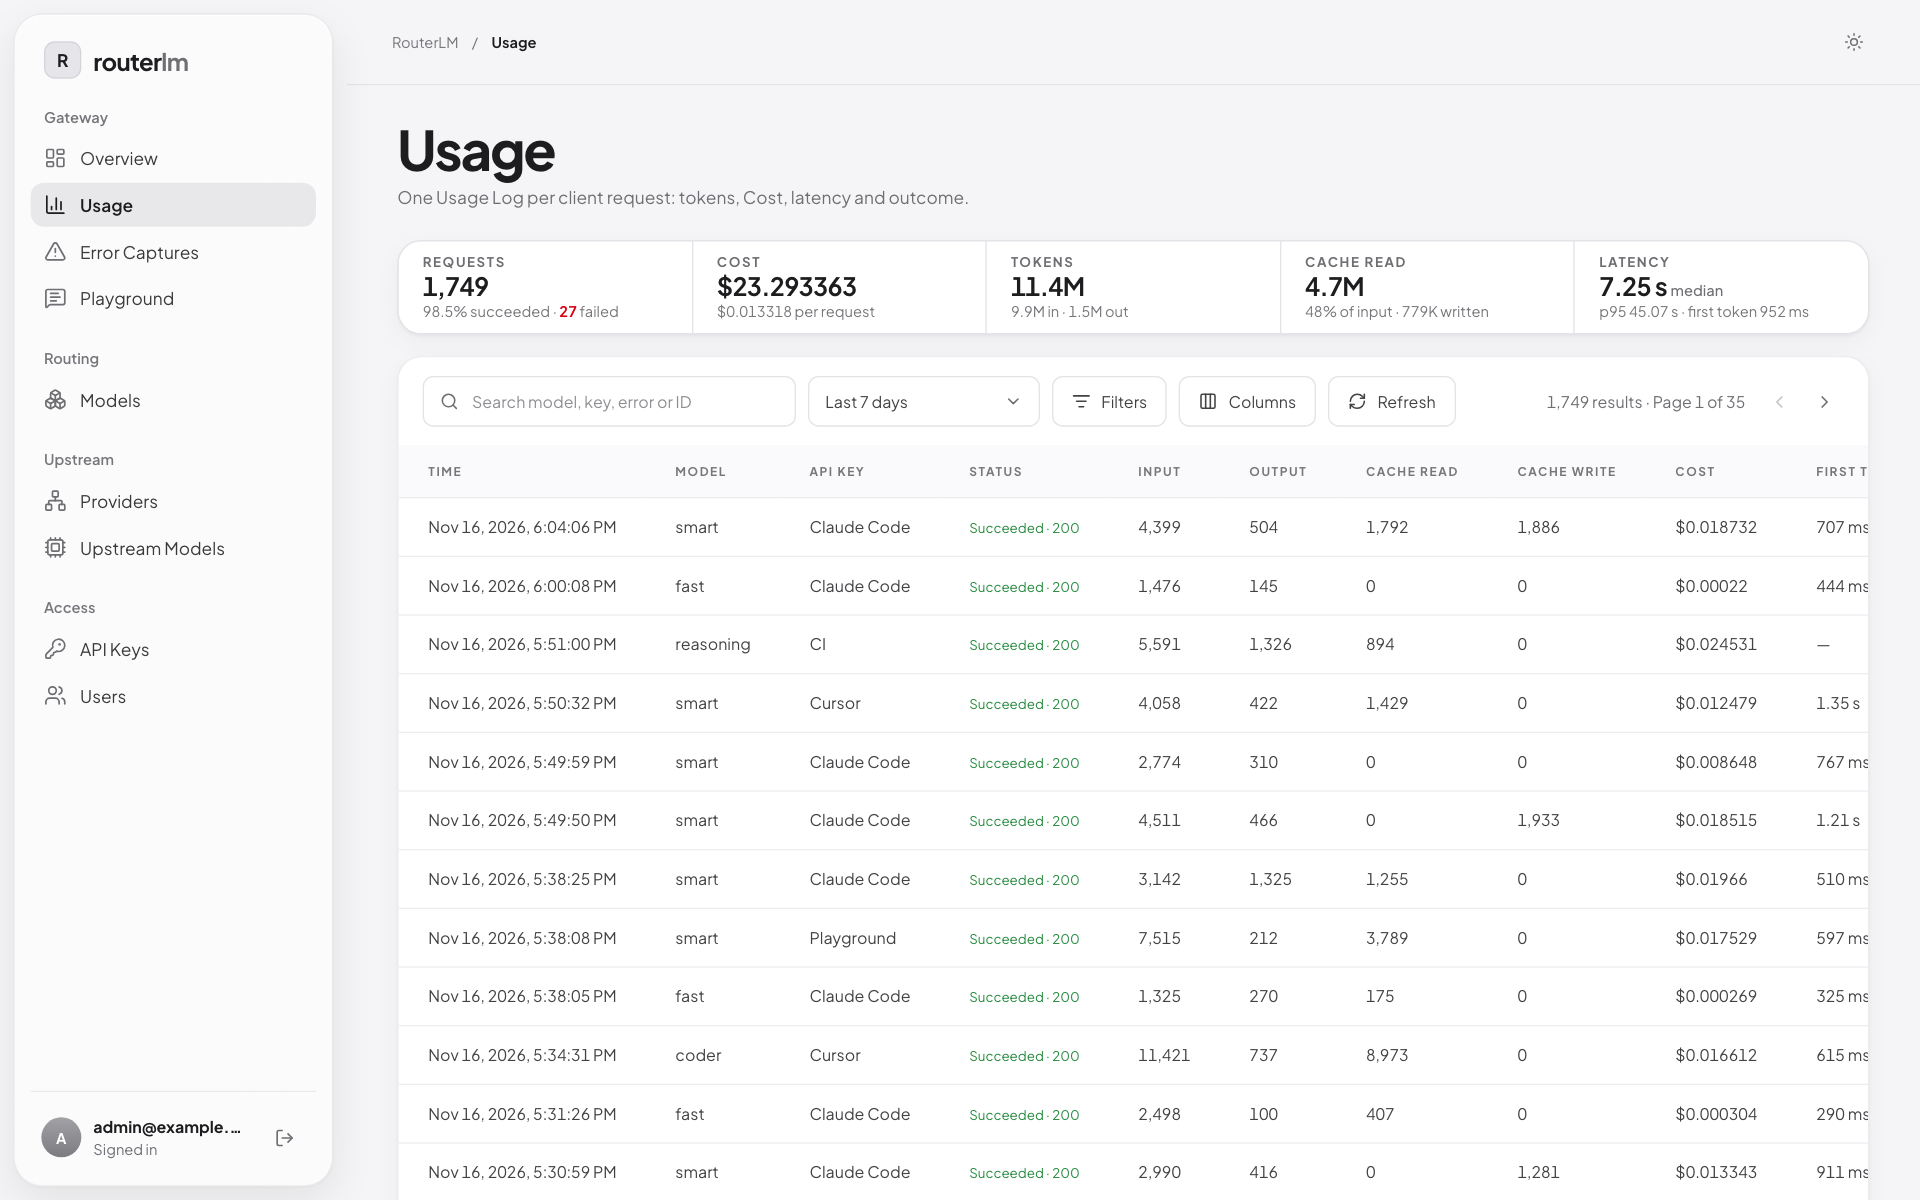 R routerlm
Gateway
Overview
Usage
Error Captures
Playground
Routing
Models
Upstream
Providers
Upstream Models
Access
API Keys
Users
A
admin@example.…
Signed in
RouterLM / Usage
Usage
One Usage Log per client request: tokens, Cost, latency and outcome.
REQUESTS
1,749
98.5% succeeded · 27 failed
COST
$23.293363
$0.013318 per request
TOKENS
11.4M
9.9M in · 1.5M out
CACHE READ
4.7M
48% of input · 779K written
LATENCY
7.25 s median
p95 45.07 s · first token 952 ms
Search model, key, error or ID Last 7 days Filters Columns Refresh 1,749 results · Page 1 of 35
TIME MODEL API KEY STATUS INPUT OUTPUT CACHE READ CACHE WRITE COST FIRST T
Nov 16, 2026, 6:04:06 PM smart Claude Code Succeeded · 200 4,399 504 1,792 1,886 $0.018732 707 ms
Nov 16, 2026, 6:00:08 PM fast Claude Code Succeeded · 200 1,476 145 0 0 $0.00022 444 ms
Nov 16, 2026, 5:51:00 PM reasoning CI Succeeded · 200 5,591 1,326 894 0 $0.024531 —
Nov 16, 2026, 5:50:32 PM smart Cursor Succeeded · 200 4,058 422 1,429 0 $0.012479 1.35 s
Nov 16, 2026, 5:49:59 PM smart Claude Code Succeeded · 200 2,774 310 0 0 $0.008648 767 ms
Nov 16, 2026, 5:49:50 PM smart Claude Code Succeeded · 200 4,511 466 0 1,933 $0.018515 1.21 s
Nov 16, 2026, 5:38:25 PM smart Claude Code Succeeded · 200 3,142 1,325 1,255 0 $0.01966 510 ms
Nov 16, 2026, 5:38:08 PM smart Playground Succeeded · 200 7,515 212 3,789 0 $0.017529 597 ms
Nov 16, 2026, 5:38:05 PM fast Claude Code Succeeded · 200 1,325 270 175 0 $0.000269 325 ms
Nov 16, 2026, 5:34:31 PM coder Cursor Succeeded · 200 11,421 737 8,973 0 $0.016612 615 ms
Nov 16, 2026, 5:31:26 PM fast Claude Code Succeeded · 200 2,498 100 407 0 $0.000304 290 ms
Nov 16, 2026, 5:30:59 PM smart Claude Code Succeeded · 200 2,990 416 0 1,281 $0.013343 911 ms